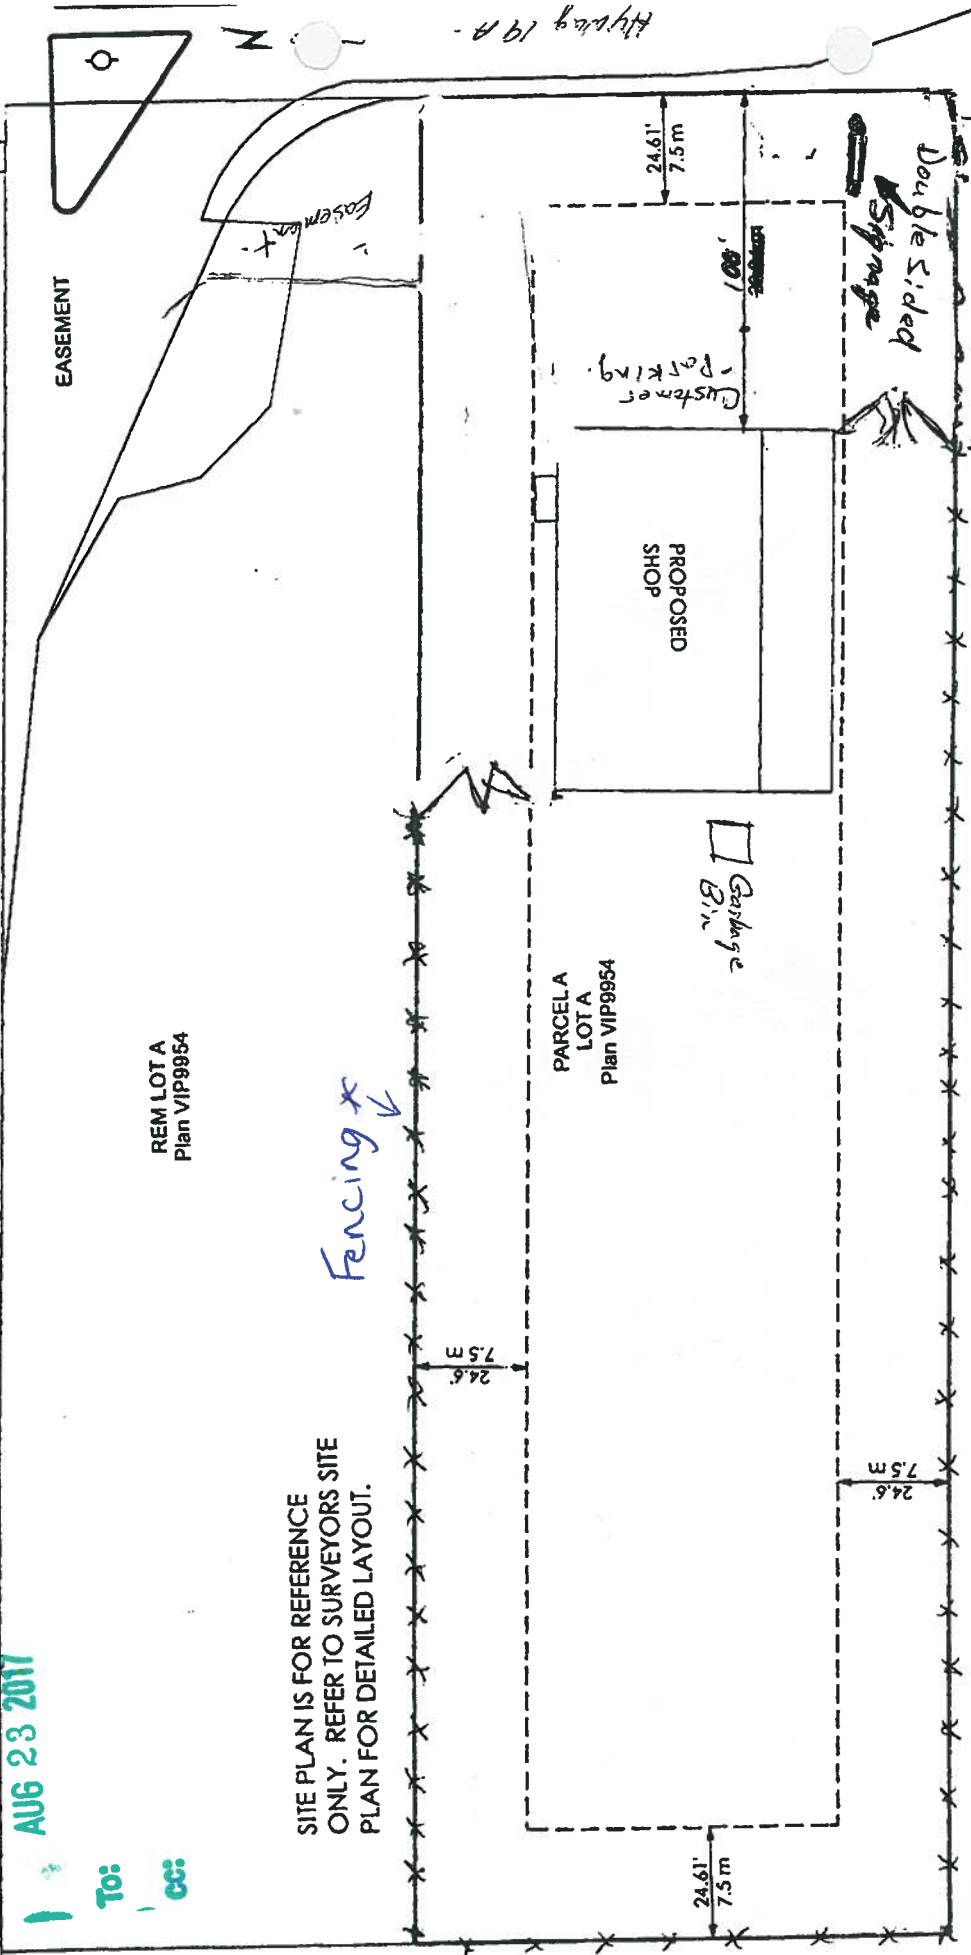 Hyway 19A.
N
24.61'
7.5 m
Double Sided
Signage
Easement.
100'
EASEMENT
Customer
Parking.
PROPOSED
SHOP
Garbage
Bin
PARCEL A
LOT A
Plan VIP9954
REM LOT A
Plan VIP9954
Fencing *
24.6'
7.5 m
24.6'
7.5 m
SITE PLAN IS FOR REFERENCE
ONLY. REFER TO SURVEYORS SITE
PLAN FOR DETAILED LAYOUT.
AUG 23 2017
To:
cc:
24.61'
7.5 m